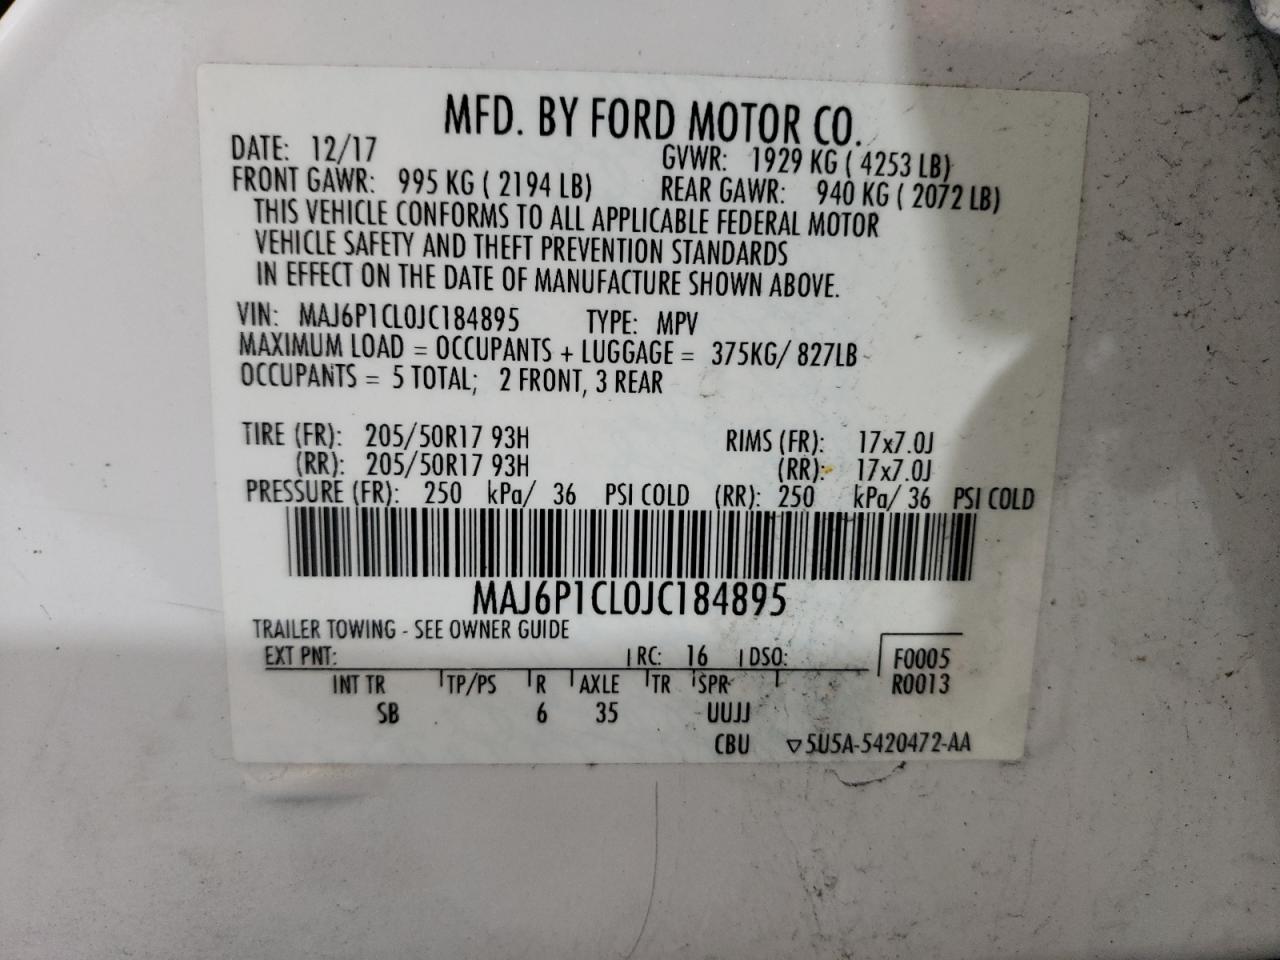 MFD. BY FORD MOTOR CO.
DATE: 12/17 GVWR: 1929 KG ( 4253 LB)
FRONT GAWR: 995 KG ( 2194 LB) REAR GAWR: 940 KG ( 2072 LB)
THIS VEHICLE CONFORMS TO ALL APPLICABLE FEDERAL MOTOR
VEHICLE SAFETY AND THEFT PREVENTION STANDARDS
IN EFFECT ON THE DATE OF MANUFACTURE SHOWN ABOVE.
VIN: MAJ6P1CL0JC184895 TYPE: MPV
MAXIMUM LOAD = OCCUPANTS + LUGGAGE = 375KG/ 827LB
OCCUPANTS = 5 TOTAL; 2 FRONT, 3 REAR
TIRE (FR): 205/50R17 93H RIMS (FR): 17x7.0J
(RR): 205/50R17 93H (RR): 17x7.0J
PRESSURE (FR): 250 kPa/ 36 PSI COLD (RR): 250 kPa/ 36 PSI COLD
MAJ6P1CL0JC184895
TRAILER TOWING - SEE OWNER GUIDE
EXT PNT: RC: 16 DSO: F0005
INT TR TP/PS R AXLE TR SPR R0013
SB 6 35 UUJJ
CBU ▽5U5A-5420472-AA